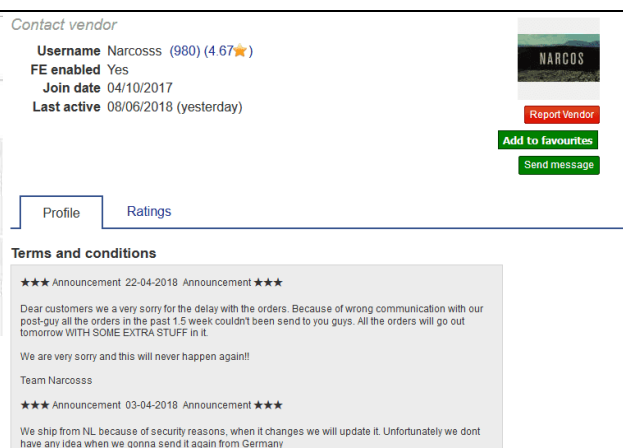 Contact vendor
Username Narcosss (980) (4.67★)
FE enabled Yes
Join date 04/10/2017
Last active 08/06/2018 (yesterday)
NARCOS
Report Vendor
Add to favourites
Send message
Profile Ratings
Terms and conditions
★★★ Announcement 22-04-2018 Announcement ★★★
Dear customers we a very sorry for the delay with the orders. Because of wrong communication with our
post-guy all the orders in the past 1.5 week couldn't been send to you guys. All the orders will go out
tomorrow WITH SOME EXTRA STUFF in it.
We are very sorry and this will never happen again!!
Team Narcosss
★★★ Announcement 03-04-2018 Announcement ★★★
We ship from NL because of security reasons, when it changes we will update it. Unfortunately we dont
have any idea when we gonna send it again from Germany